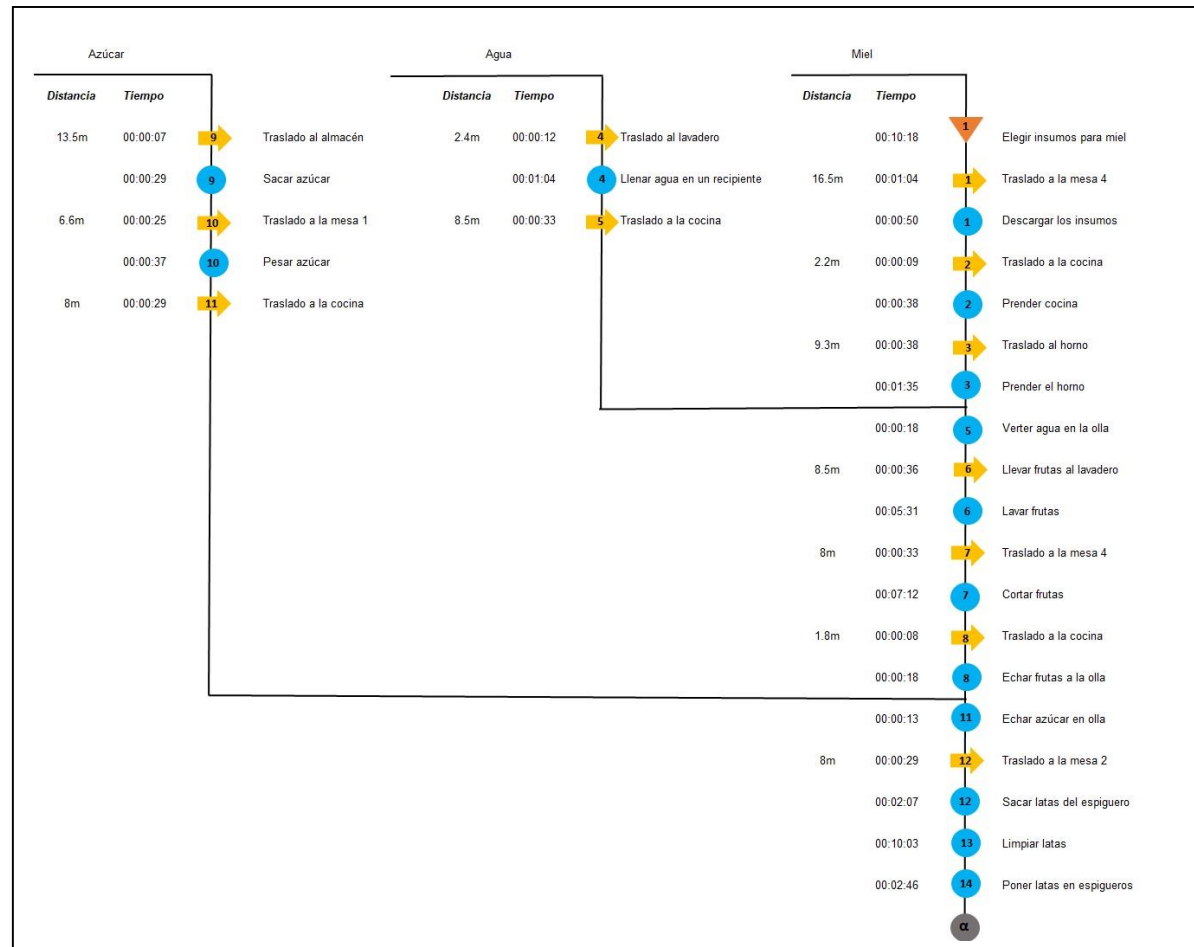 Azúcar Agua Miel
Distancia Tiempo Distancia Tiempo Distancia Tiempo
13.5m 00:00:07 9 Traslado al almacén 2.4m 00:00:12 4 Traslado al lavadero 00:10:18 1 Elegir insumos para miel
00:00:29 9 Sacar azúcar 00:01:04 4 Llenar agua en un recipiente 16.5m 00:01:04 1 Traslado a la mesa 4
6.6m 00:00:25 10 Traslado a la mesa 1 8.5m 00:00:33 5 Traslado a la cocina 00:00:50 1 Descargar los insumos
00:00:37 10 Pesar azúcar 2.2m 00:00:09 2 Traslado a la cocina
8m 00:00:29 11 Traslado a la cocina 00:00:38 2 Prender cocina
9.3m 00:00:38 3 Traslado al horno
00:01:35 3 Prender el horno
00:00:18 5 Verter agua en la olla
8.5m 00:00:36 6 Llevar frutas al lavadero
00:05:31 6 Lavar frutas
8m 00:00:33 7 Traslado a la mesa 4
00:07:12 7 Cortar frutas
1.8m 00:00:08 8 Traslado a la cocina
00:00:18 8 Echar frutas a la olla
00:00:13 11 Echar azúcar en olla
8m 00:00:29 12 Traslado a la mesa 2
00:02:07 12 Sacar latas del espiguero
00:10:03 13 Limpiar latas
00:02:46 14 Poner latas en espigueros
α